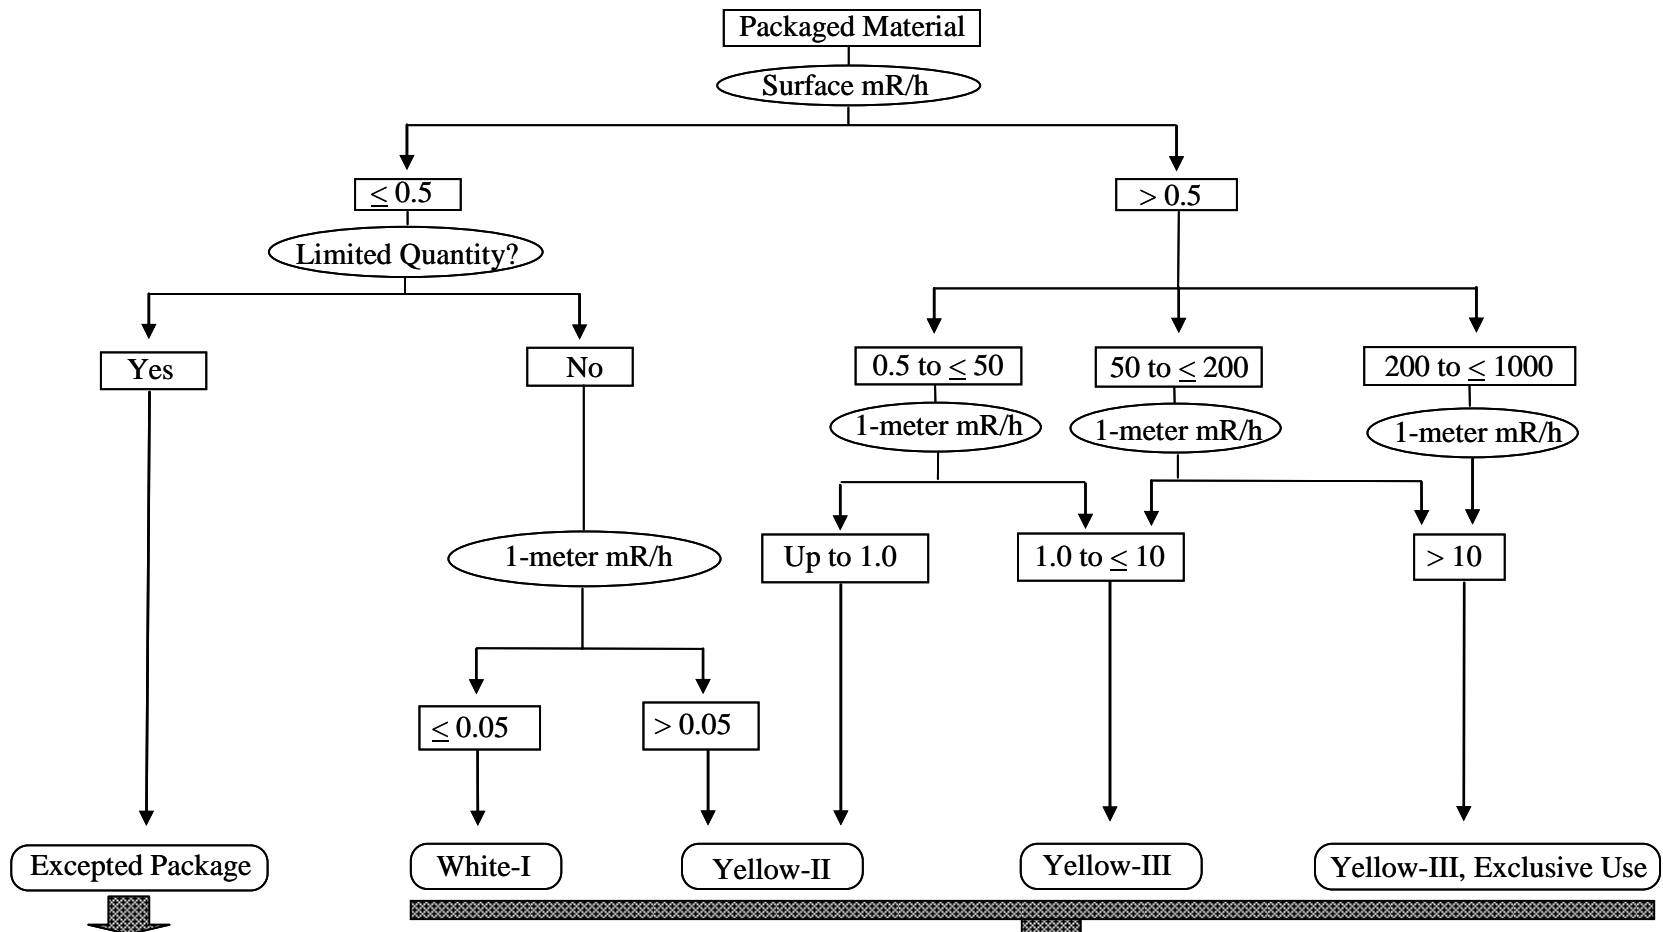 Packaged Material
Surface mR/h
≤ 0.5
> 0.5
Limited Quantity?
Yes
No
0.5 to ≤ 50
50 to ≤ 200
200 to ≤ 1000
1-meter mR/h
1-meter mR/h
1-meter mR/h
1-meter mR/h
Up to 1.0
1.0 to ≤ 10
> 10
≤ 0.05
> 0.05
Excepted Package
White-I
Yellow-II
Yellow-III
Yellow-III, Exclusive Use